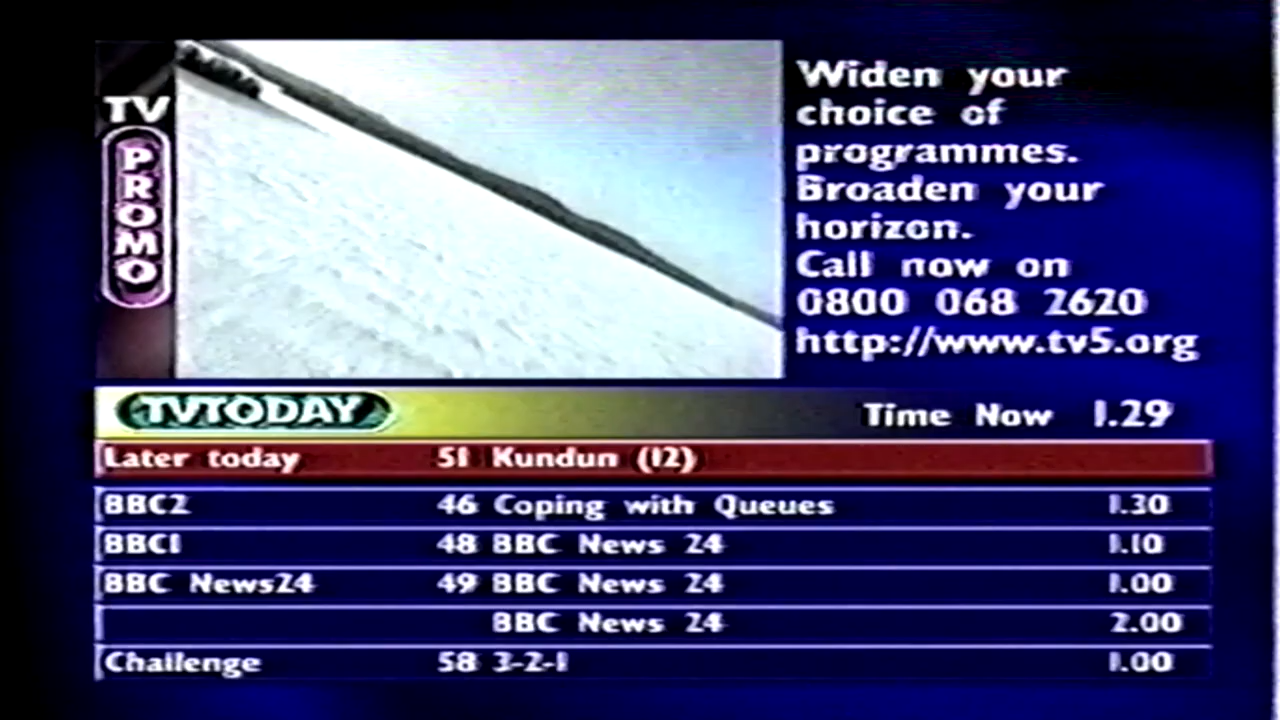 TV
PROMO
Widen your
choice of
programmes.
Broaden your
horizon.
Call now on
0800 068 2620
http://www.tv5.org
TVTODAY
Time Now 1.29
Later today 51 Kundun (12)
BBC2 46 Coping with Queues 1.30
BBC1 48 BBC News 24 1.10
BBC News24 49 BBC News 24 1.00
BBC News 24 2.00
Challenge 58 3-2-1 1.00